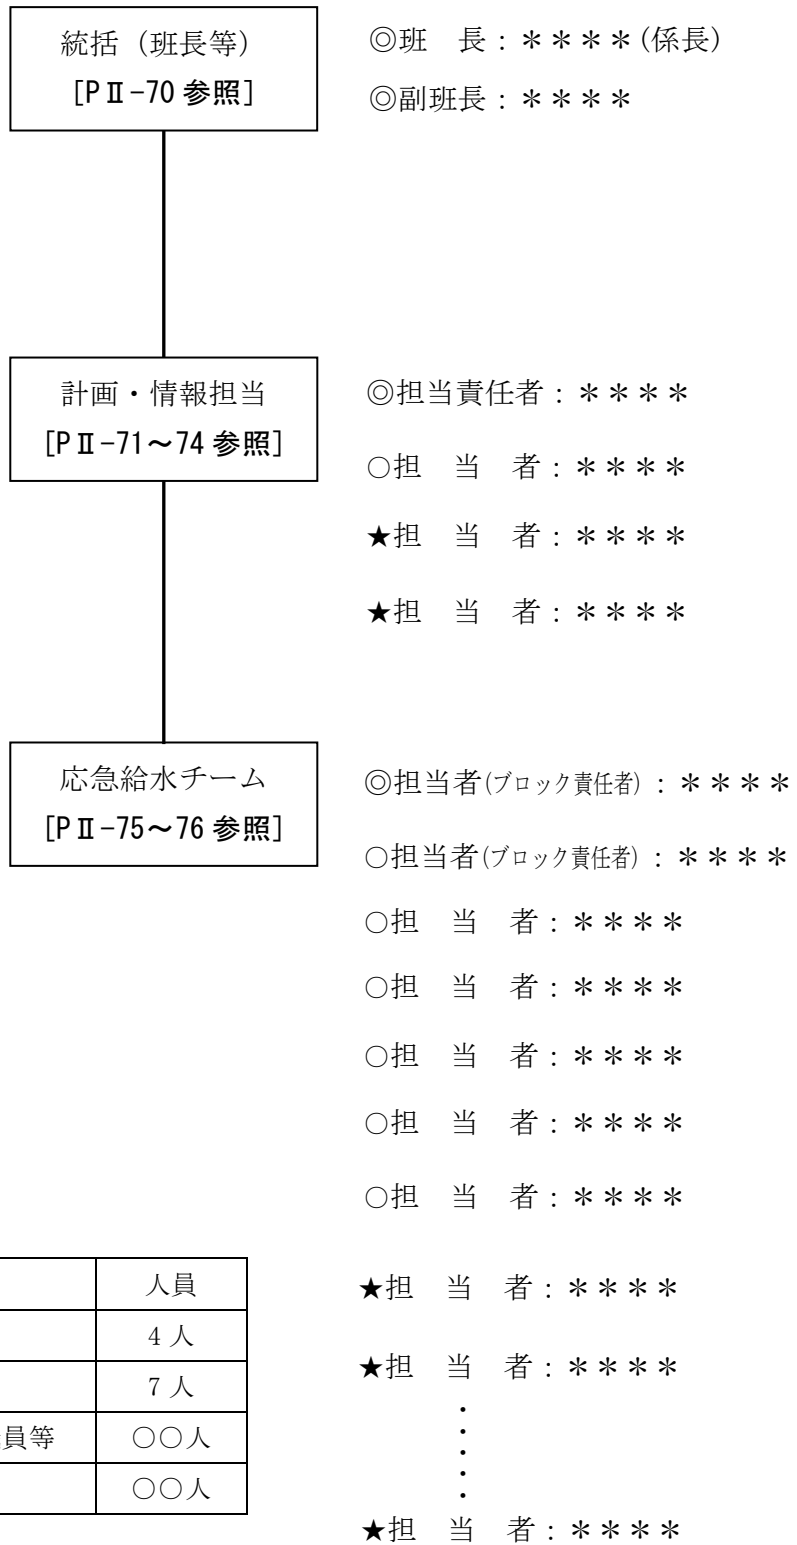 統括（班長等）
[PⅡ-70 参照]
◎班　長：＊＊＊＊(係長)
◎副班長：＊＊＊＊
計画・情報担当
[PⅡ-71～74 参照]
◎担当責任者：＊＊＊＊
○担　当　者：＊＊＊＊
★担　当　者：＊＊＊＊
★担　当　者：＊＊＊＊
応急給水チーム
[PⅡ-75～76 参照]
◎担当者(ブロック責任者)：＊＊＊＊
○担当者(ブロック責任者)：＊＊＊＊
○担　当　者：＊＊＊＊
○担　当　者：＊＊＊＊
○担　当　者：＊＊＊＊
○担　当　者：＊＊＊＊
○担　当　者：＊＊＊＊
★担　当　者：＊＊＊＊
★担　当　者：＊＊＊＊
・
・
・
・
・
★担　当　者：＊＊＊＊
人員
4 人
7 人
員等　○○人
○○人